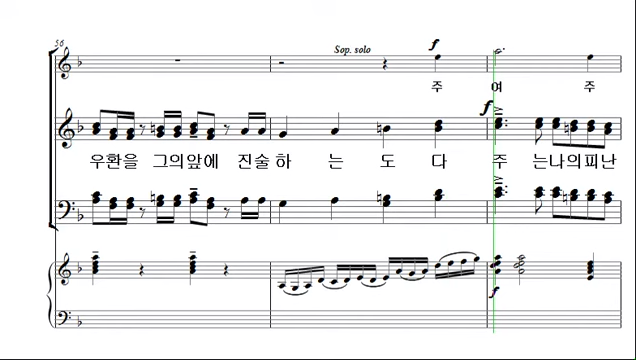 56
Sop. solo
f
주 여 주
f
우환을 그의앞에 진술하 는 도 다 주 는나의피난
f